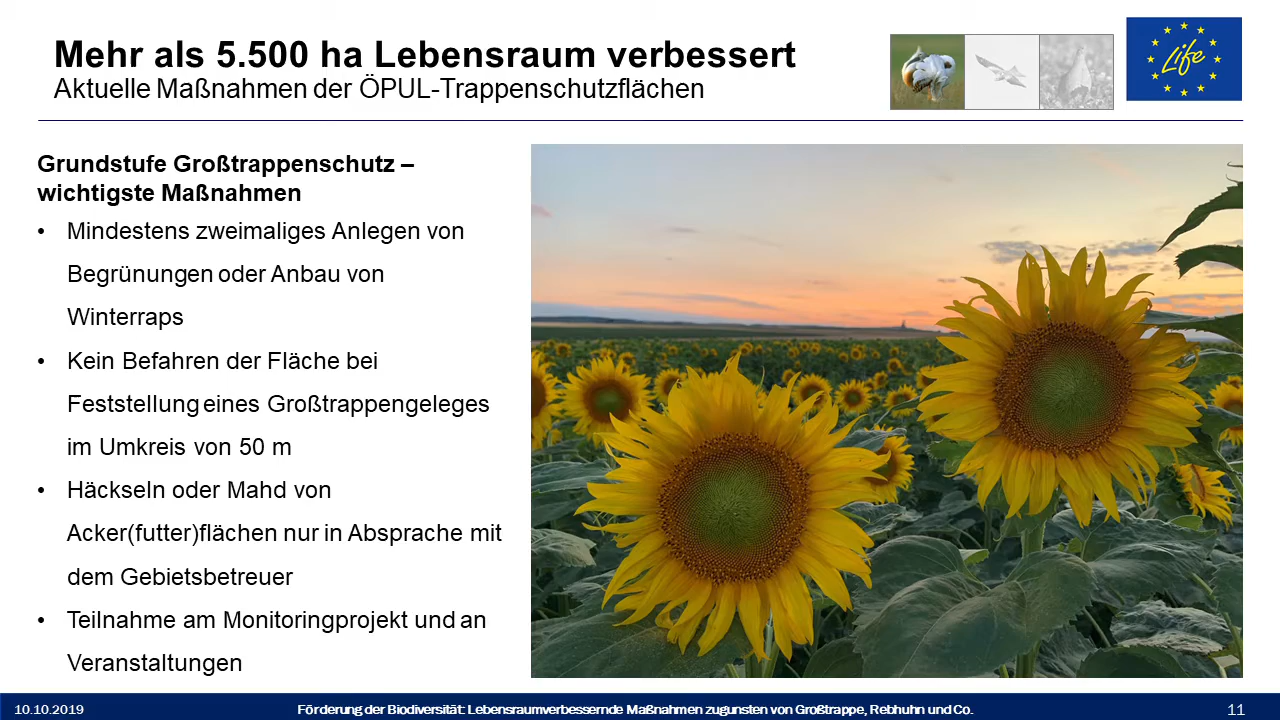 Mehr als 5.500 ha Lebensraum verbessert
Aktuelle Maßnahmen der ÖPUL-Trappenschutzflächen
Life
Grundstufe Großtrappenschutz –
wichtigste Maßnahmen
• Mindestens zweimaliges Anlegen von
Begrünungen oder Anbau von
Winterraps
• Kein Befahren der Fläche bei
Feststellung eines Großtrappengeleges
im Umkreis von 50 m
• Häckseln oder Mahd von
Acker(futter)flächen nur in Absprache mit
dem Gebietsbetreuer
• Teilnahme am Monitoringprojekt und an
Veranstaltungen
10.10.2019
Förderung der Biodiversität: Lebensraumverbessernde Maßnahmen zugunsten von Großtrappe, Rebhuhn und Co.
11